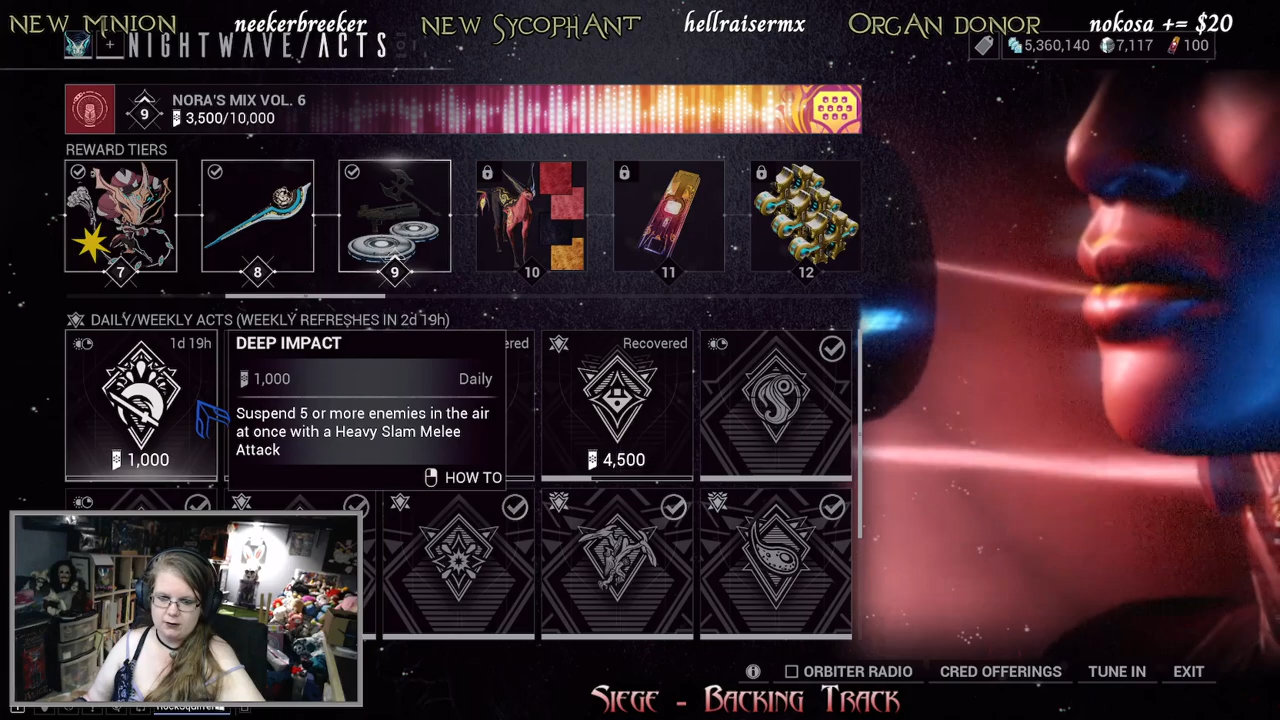 NEW MINION neekerbreeker NEW SYCOPHANT hellraisermx ORGAN DONOR nokosa += $20
NIGHTWAVE/ACTS
5,360,140 7,117 100
NORA'S MIX VOL. 6
9
3,500/10,000
REWARD TIERS
7 8 9 10 11 12
DAILY/WEEKLY ACTS (WEEKLY REFRESHES IN 2d 19h)
1d 19h
DEEP IMPACT
1,000 Daily
Suspend 5 or more enemies in the air
at once with a Heavy Slam Melee
Attack
HOW TO
ered
Recovered
1,000
4,500
ORBITER RADIO CRED OFFERINGS TUNE IN EXIT
Siege - Backing Track